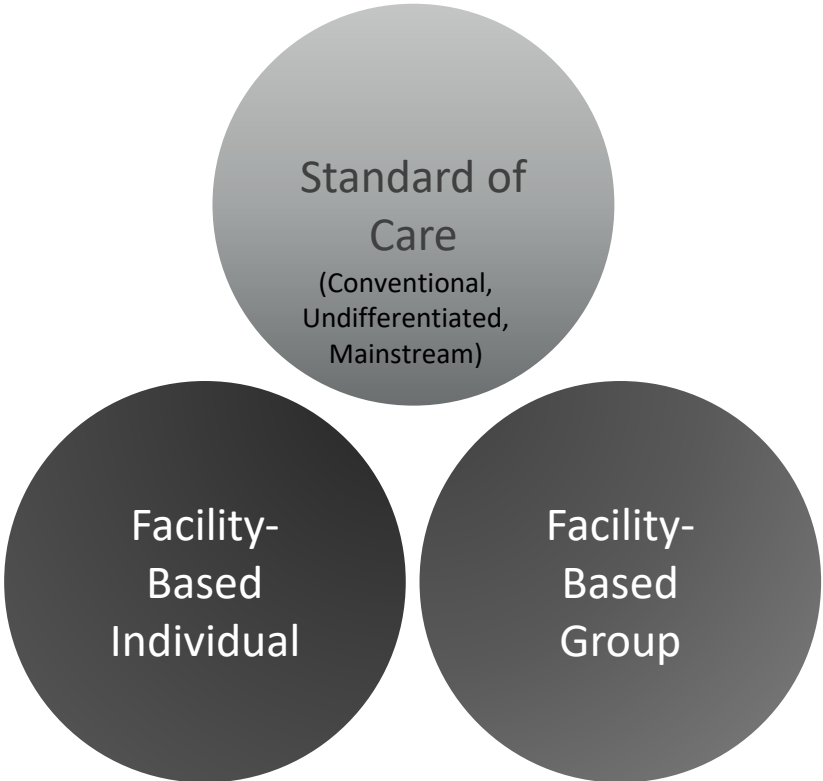 Standard of
Care
(Conventional,
Undifferentiated,
Mainstream)
Facility-
Based
Individual
Facility-
Based
Group